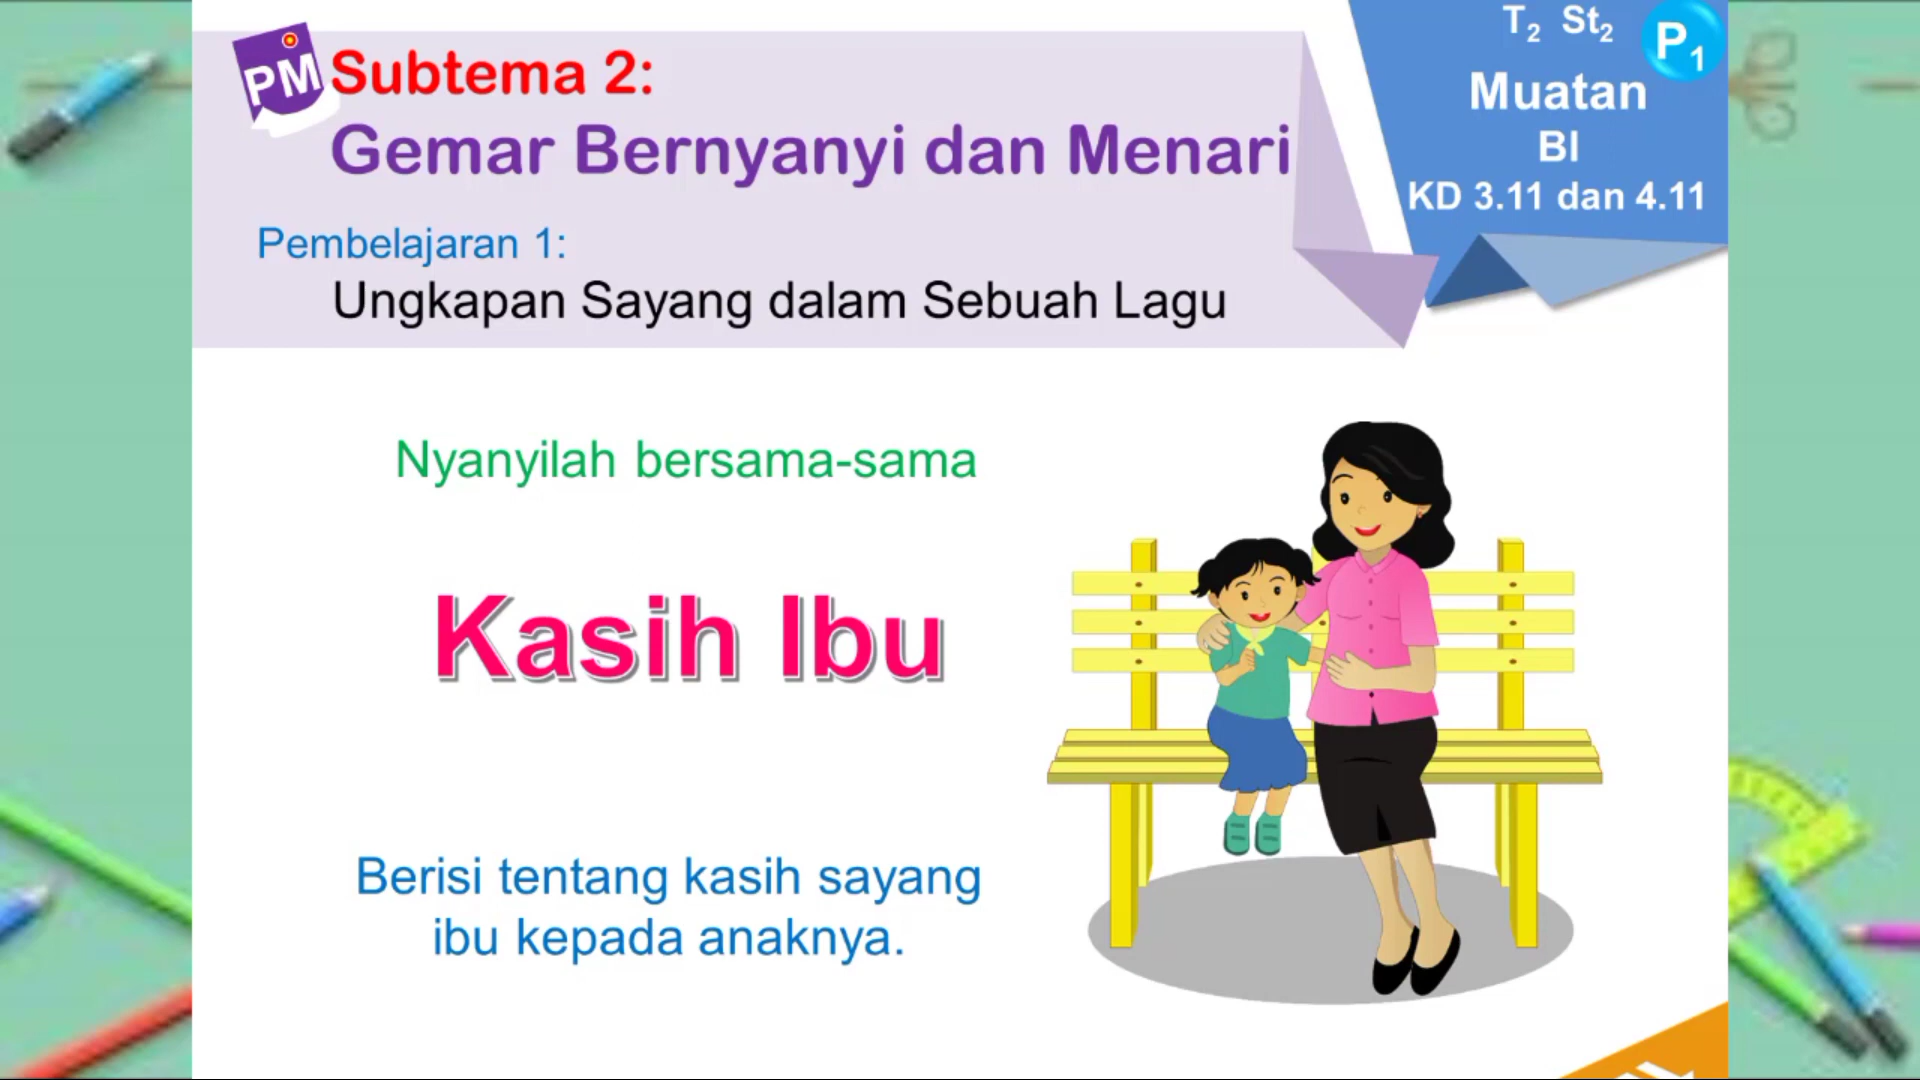 PM
Subtema 2:
Gemar Bernyanyi dan Menari
Pembelajaran 1:
Ungkapan Sayang dalam Sebuah Lagu
T₂ St₂ P₁
Muatan
BI
KD 3.11 dan 4.11
Nyanyilah bersama-sama
Kasih Ibu
Berisi tentang kasih sayang
ibu kepada anaknya.